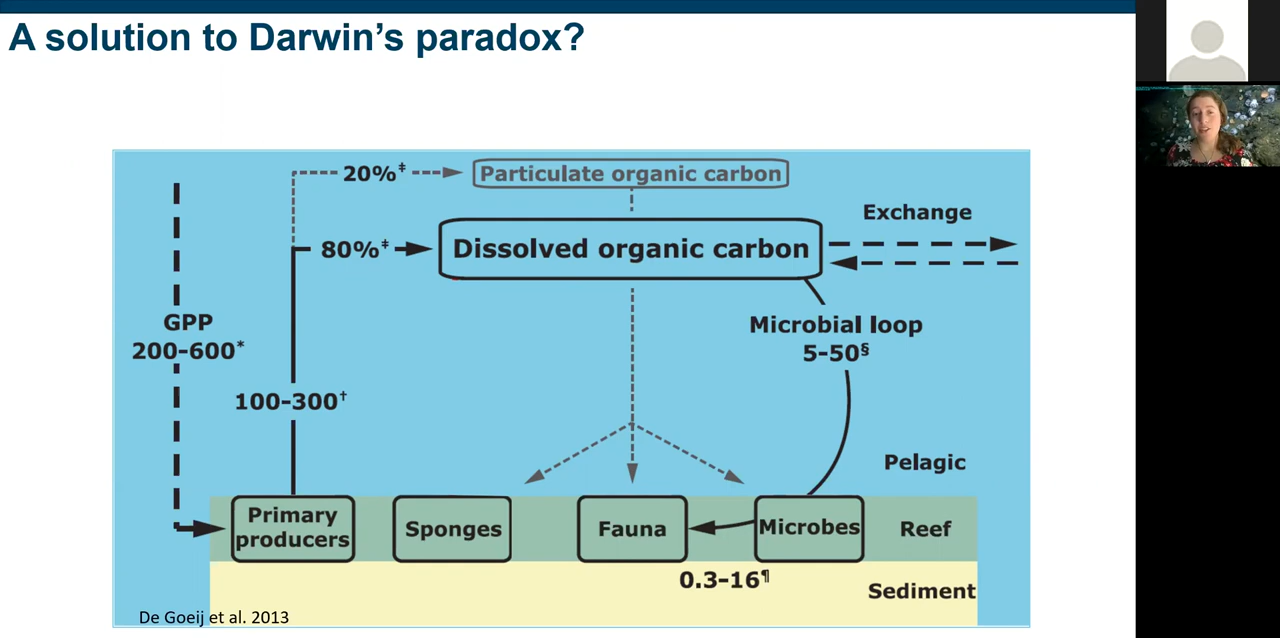 A solution to Darwin's paradox?
20%‡
Particulate organic carbon
80%‡
Dissolved organic carbon
Exchange
GPP
200-600*
Microbial loop
5-50§
100-300†
Pelagic
Primary
producers
Sponges
Fauna
Microbes
Reef
0.3-16¶
Sediment
De Goeij et al. 2013